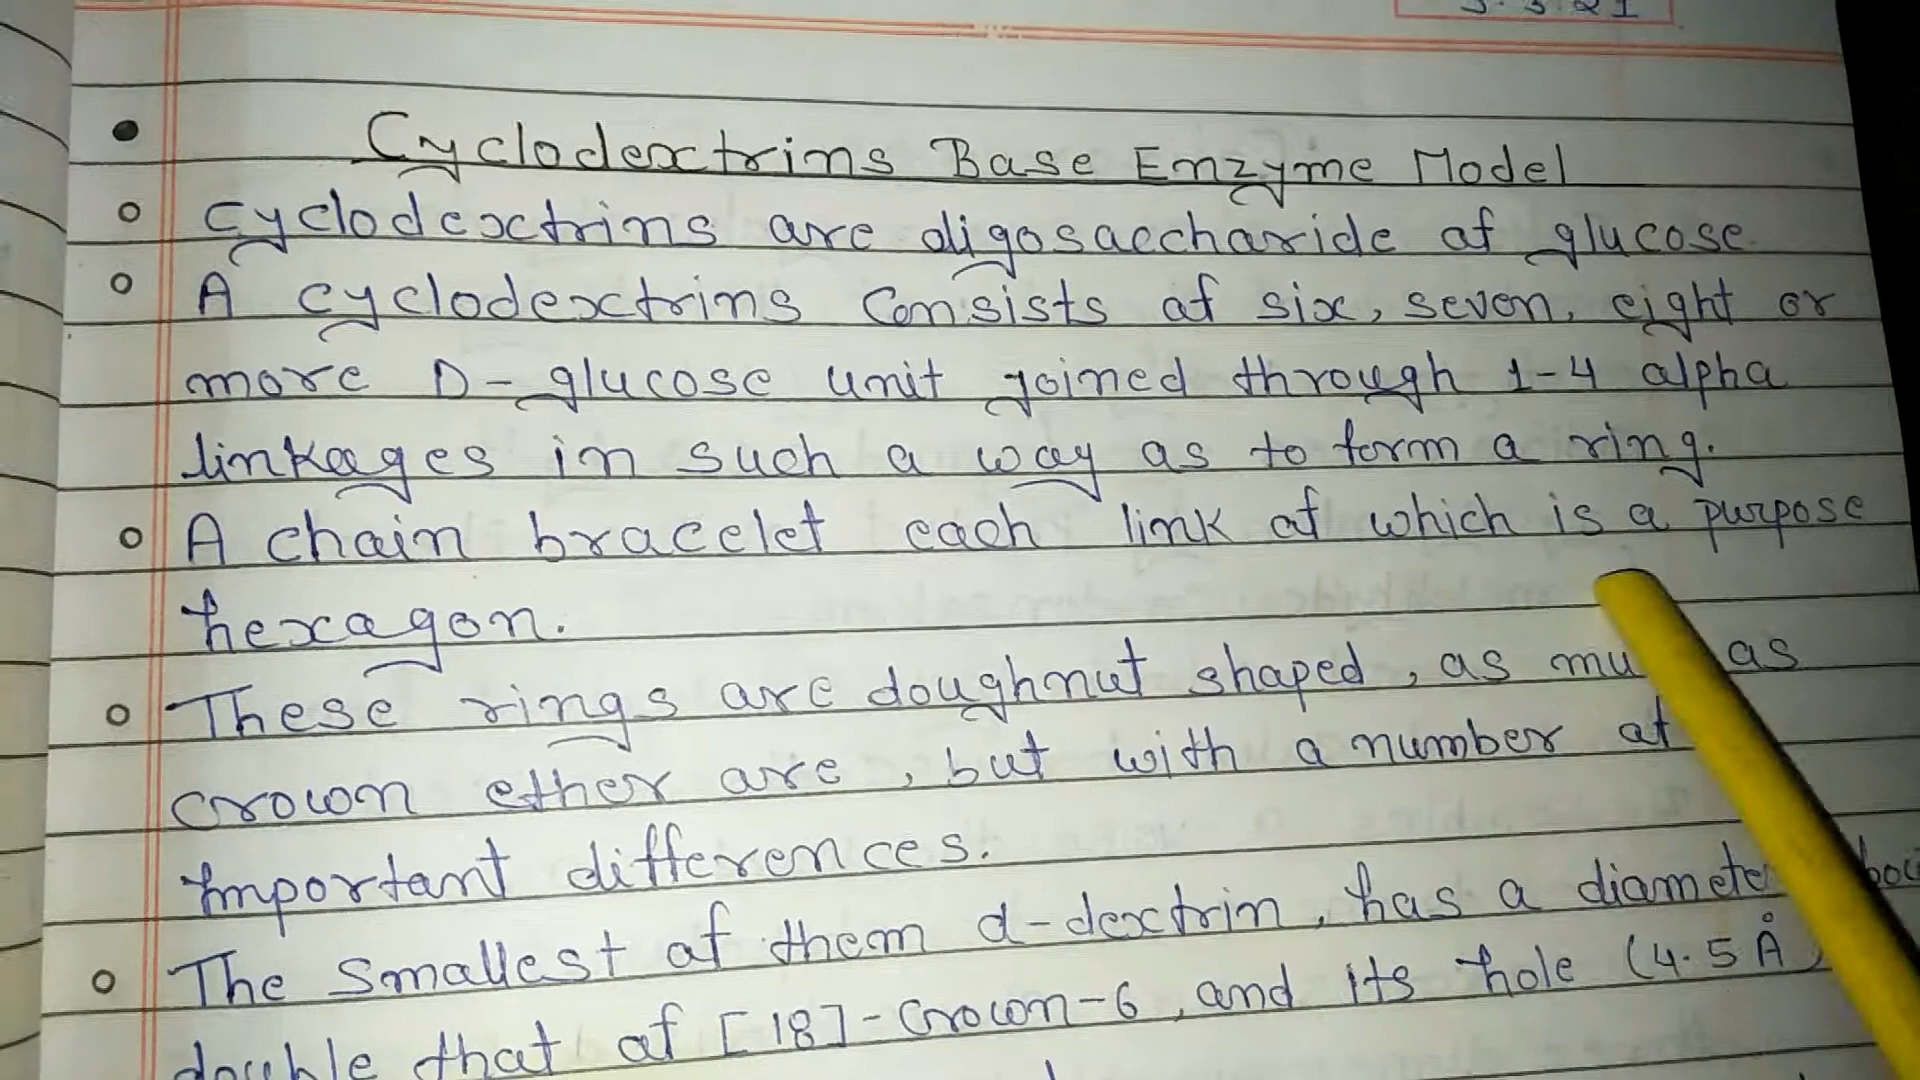 3.3.21
Cyclodextrins Base Enzyme Model
Cyclodextrins are oligosaccharide of glucose.
A cyclodextrins Consists of six, seven, eight or
more D-glucose unit joined through 1-4 alpha
linkages in such a way as to form a ring.
A chain bracelet each link of which is a purpose
hexagon.
These rings are doughnut shaped, as as
crown ether are, but with a number of
Important differences.
The smallest of them α-dextrin, has a
double that of [18]-Crown-6, and its hole (4.5 Å)